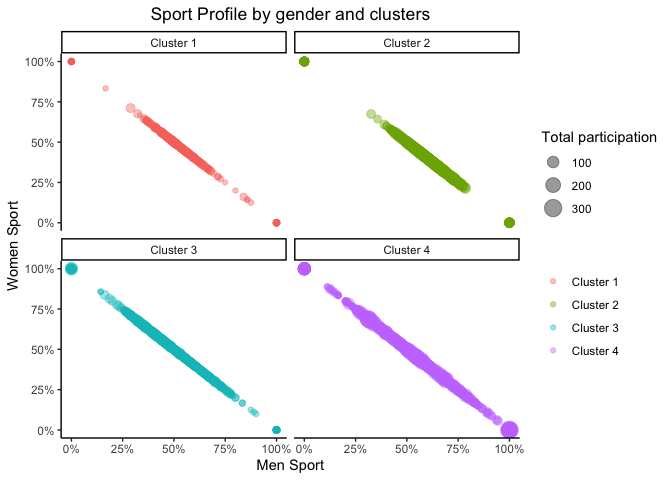 Sport Profile by gender and clusters
Cluster 1
Cluster 2
100%
75%
50%
25%
0%
Cluster 3
Cluster 4
100%
75%
50%
25%
0%
0% 25% 50% 75% 100%
0% 25% 50% 75% 100%
Men Sport
Women Sport
Total participation
100
200
300
Cluster 1
Cluster 2
Cluster 3
Cluster 4